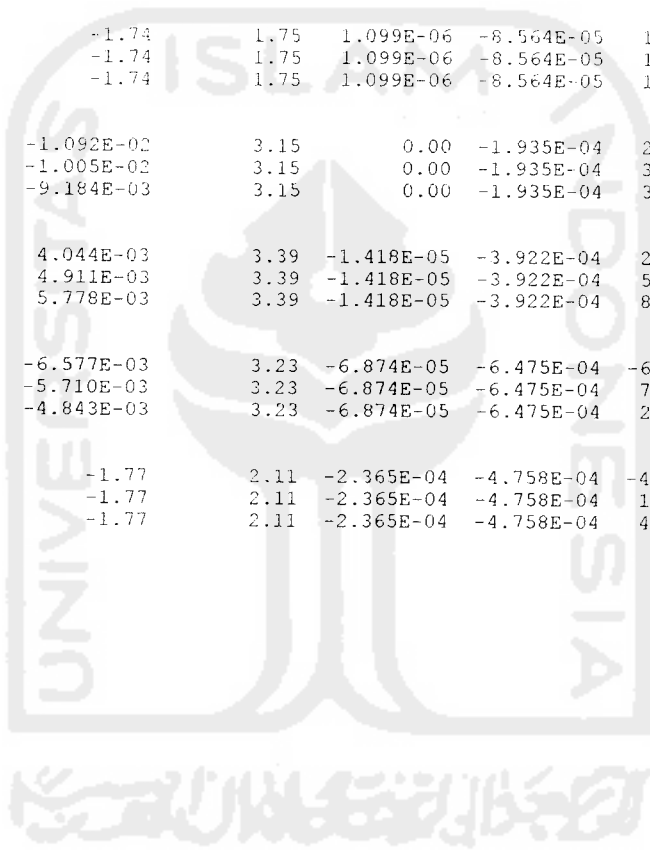 -1.74 1.75 1.099E-06 -8.564E-05 1
-1.74 1.75 1.099E-06 -8.564E-05 1
-1.74 1.75 1.099E-06 -8.564E-05 1
-1.092E-02 3.15 0.00 -1.935E-04 2
-1.005E-02 3.15 0.00 -1.935E-04 3
-9.184E-03 3.15 0.00 -1.935E-04 3
4.044E-03 3.39 -1.418E-05 -3.922E-04 2
4.911E-03 3.39 -1.418E-05 -3.922E-04 5
5.778E-03 3.39 -1.418E-05 -3.922E-04 8
-6.577E-03 3.23 -6.874E-05 -6.475E-04 -6
-5.710E-03 3.23 -6.874E-05 -6.475E-04 7
-4.843E-03 3.23 -6.874E-05 -6.475E-04 2
-1.77 2.11 -2.365E-04 -4.758E-04 -4
-1.77 2.11 -2.365E-04 -4.758E-04 1
-1.77 2.11 -2.365E-04 -4.758E-04 4
UNIVERSITAS
ISLAM
INDONESIA